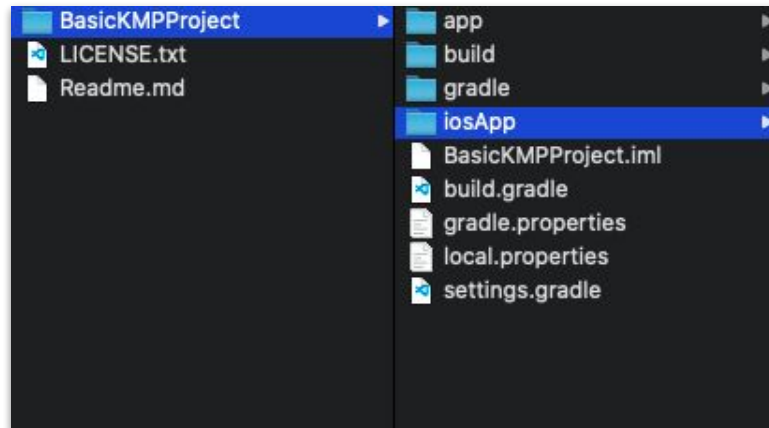 BasicKMPProject
LICENSE.txt
Readme.md
app
build
gradle
iosApp
BasicKMPProject.iml
build.gradle
gradle.properties
local.properties
settings.gradle